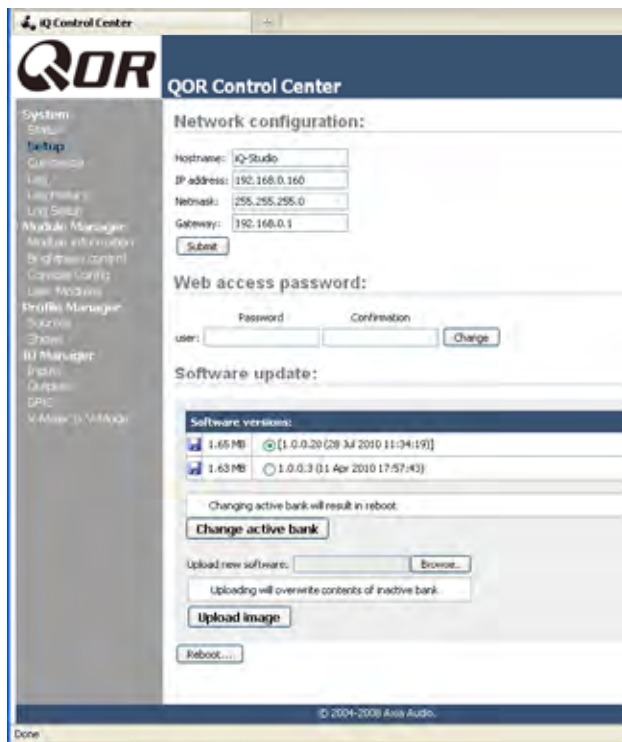 iQ Control Center
QOR
QOR Control Center
System
Status
Setup
Customize
Log
Log Setup
Module Manager
Module information
Brightness control
Console Config
User Modules
Profile Manager
Sources
Shows
IO Manager
Inputs
Outputs
GPIO
Network configuration:
Hostname: iQ-Studio
IP address: 192.168.0.160
Netmask: 255.255.255.0
Gateway: 192.168.0.1
Submit
Web access password:
Password Confirmation
user: Change
Software update:
Software versions:
1.65 MB [1.0.0.20 (28 Jul 2010 11:34:19)]
1.63 MB 1.0.0.3 (11 Apr 2010 17:57:43)
Changing active bank will result in reboot.
Change active bank
Upload new software: Browse...
Uploading will overwrite contents of inactive bank
Upload image
Reboot....
© 2004-2008 Axia Audio.
Done